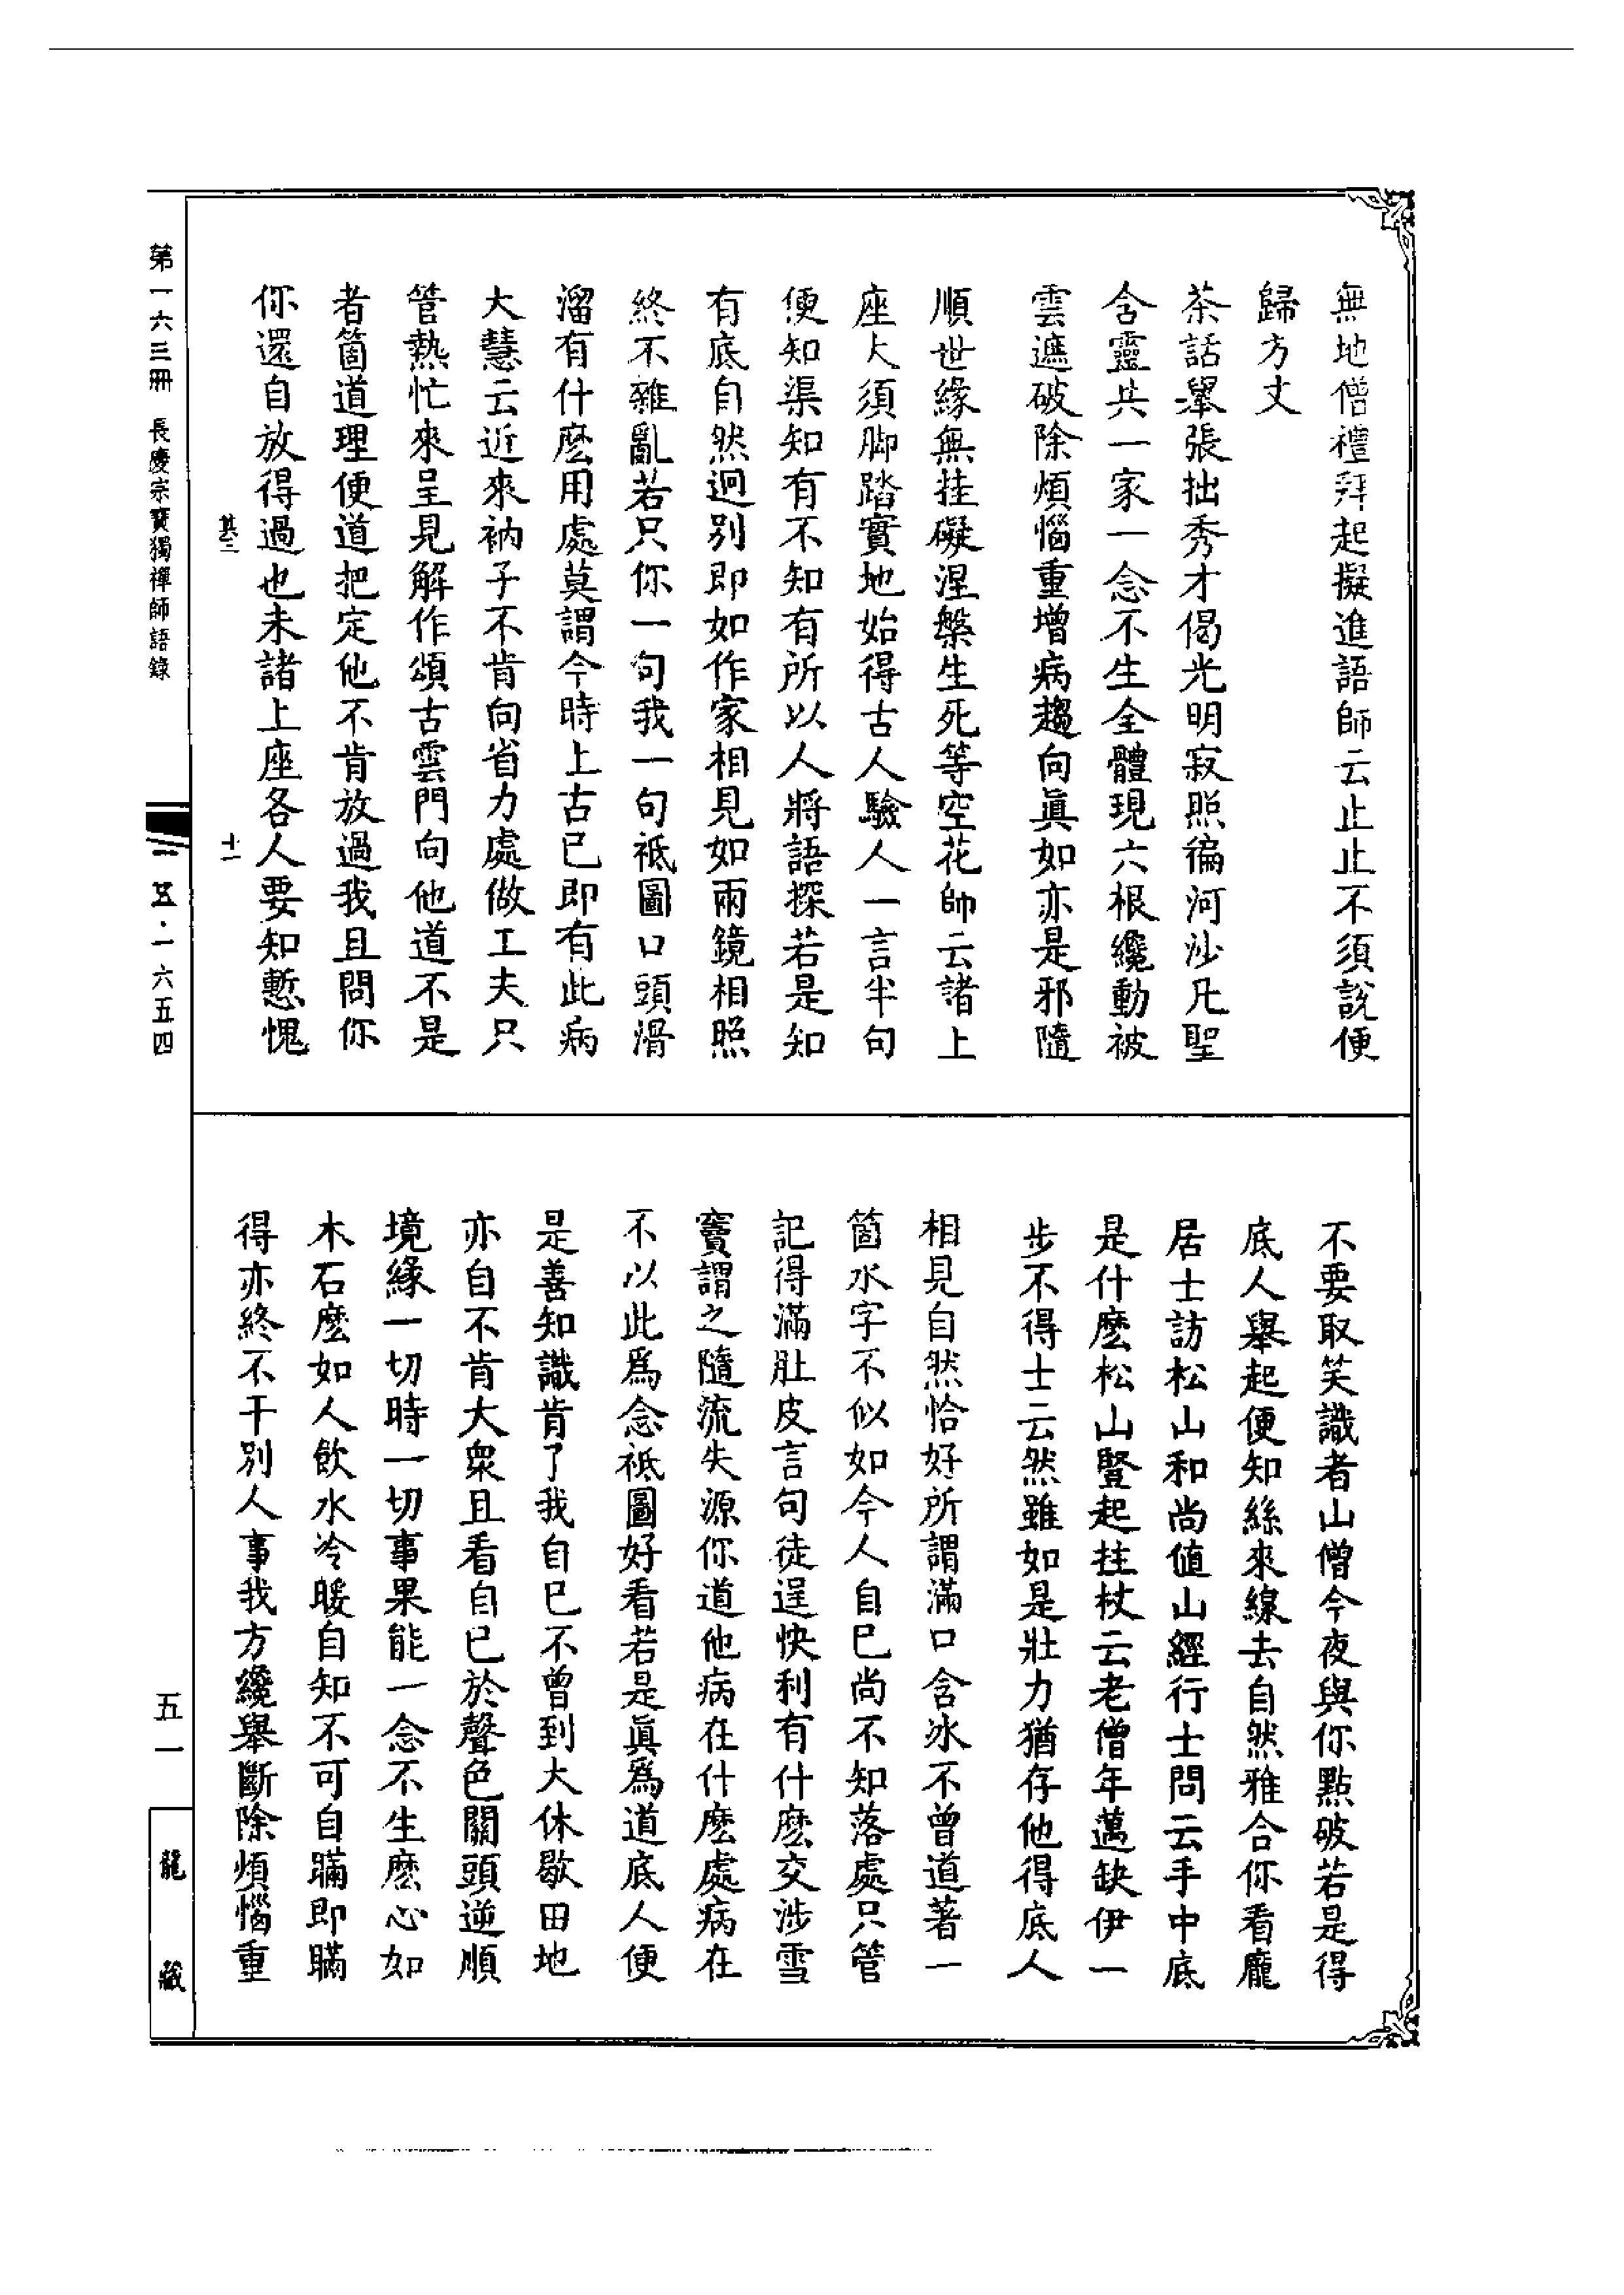 無地僧禮拜起擬進語師云止止不須說便
歸方丈
茶話舉張拙秀才偈光明寂照徧河沙凡聖
含靈共一家一念不生全體現六根纔動被
雲遮破除煩惱重增病趨向眞如亦是邪隨
順世緣無挂礙涅槃生死等空花師云諸上
座大須脚踏實地始得古人驗人一言半句
便知渠知有不知有所以人將語探若是知
有底自然迥別即如作家相見如兩鏡相照
終不雜亂若只你一句我一句祇圖口頭滑
溜有什麼用處莫謂今時上古已即有此病
大慧云近來衲子不肯向省力處做工夫只
管熱忙來呈見解作頌古雲門向他道不是
者箇道理便道把定他不肯放過我且問你
你還自放得過也未諸上座各人要知慙愧
其三
十一
不要取笑識者山僧今夜與你點破若是得
底人舉起便知絲來線去自然雅合你看龐
居士訪松山和尚値山經行士問云手中底
是什麼松山豎起拄杖云老僧年邁缺伊一
步不得士云然雖如是壯力猶存他得底人
相見自然恰好所謂滿口含冰不曾道著一
箇水字不似如今人自已尚不知落處只管
記得滿肚皮言句徒逞快利有什麼交涉雪
竇謂之隨流失源你道他病在什麼處病在
不以此爲念祇圖好看若是眞爲道底人便
是善知識肯了我自已不曾到大休歇田地
亦自不肯大衆且看自已於聲色關頭逆順
境緣一切時一切事果能一念不生麼心如
木石麼如人飮水冷暖自知不可自瞞即瞞
得亦終不干別人事我方纔舉斷除煩惱重
第一六三冊 長慶宗寶獨禪師語錄
一五·一六五四
五一
龍藏